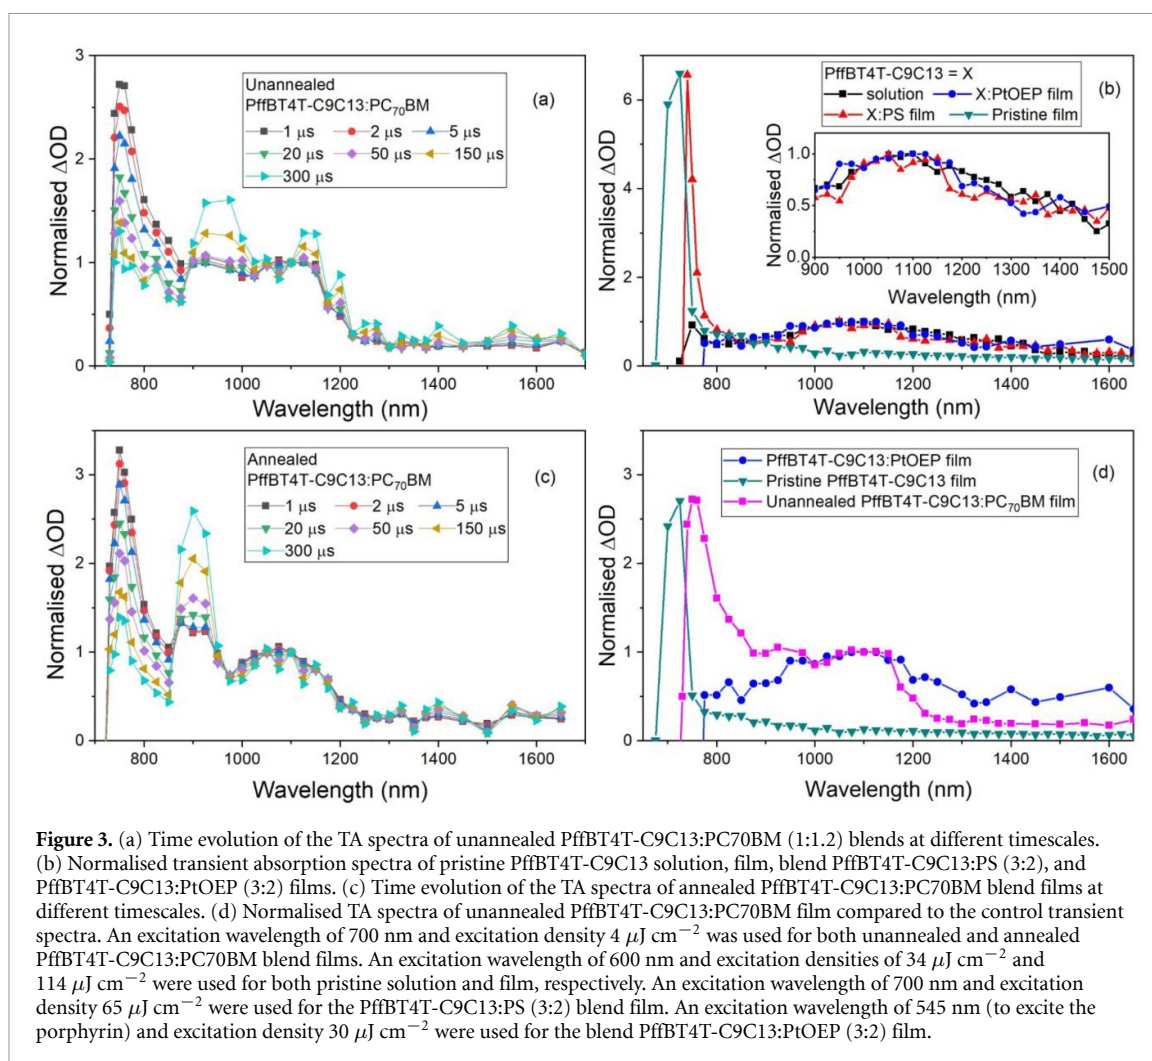 3
2
1
0
Normalised ΔOD
Unannealed
PffBT4T-C9C13:PC70BM
1 μs 2 μs 5 μs
20 μs 50 μs 150 μs
300 μs
(a)
800 1000 1200 1400 1600
Wavelength (nm)
6
4
2
0
Normalised ΔOD
PffBT4T-C9C13 = X
solution X:PtOEP film
X:PS film Pristine film
(b)
1.0
0.5
0.0
Normalised ΔOD
900 1000 1100 1200 1300 1400 1500
Wavelength (nm)
800 1000 1200 1400 1600
Wavelength (nm)
3
2
1
0
Normalised ΔOD
Annealed
PffBT4T-C9C13:PC70BM
1 μs 2 μs 5 μs
20 μs 50 μs 150 μs
300 μs
(c)
800 1000 1200 1400 1600
Wavelength (nm)
3
2
1
0
Normalised ΔOD
PffBT4T-C9C13:PtOEP film
Pristine PffBT4T-C9C13 film
Unannealed PffBT4T-C9C13:PC70BM film
(d)
800 1000 1200 1400 1600
Wavelength (nm)
Figure 3. (a) Time evolution of the TA spectra of unannealed PffBT4T-C9C13:PC70BM (1:1.2) blends at different timescales.
(b) Normalised transient absorption spectra of pristine PffBT4T-C9C13 solution, film, blend PffBT4T-C9C13:PS (3:2), and
PffBT4T-C9C13:PtOEP (3:2) films. (c) Time evolution of the TA spectra of annealed PffBT4T-C9C13:PC70BM blend films at
different timescales. (d) Normalised TA spectra of unannealed PffBT4T-C9C13:PC70BM film compared to the control transient
spectra. An excitation wavelength of 700 nm and excitation density 4 μJ cm−2 was used for both unannealed and annealed
PffBT4T-C9C13:PC70BM blend films. An excitation wavelength of 600 nm and excitation densities of 34 μJ cm−2 and
114 μJ cm−2 were used for both pristine solution and film, respectively. An excitation wavelength of 700 nm and excitation
density 65 μJ cm−2 were used for the PffBT4T-C9C13:PS (3:2) blend film. An excitation wavelength of 545 nm (to excite the
porphyrin) and excitation density 30 μJ cm−2 were used for the blend PffBT4T-C9C13:PtOEP (3:2) film.